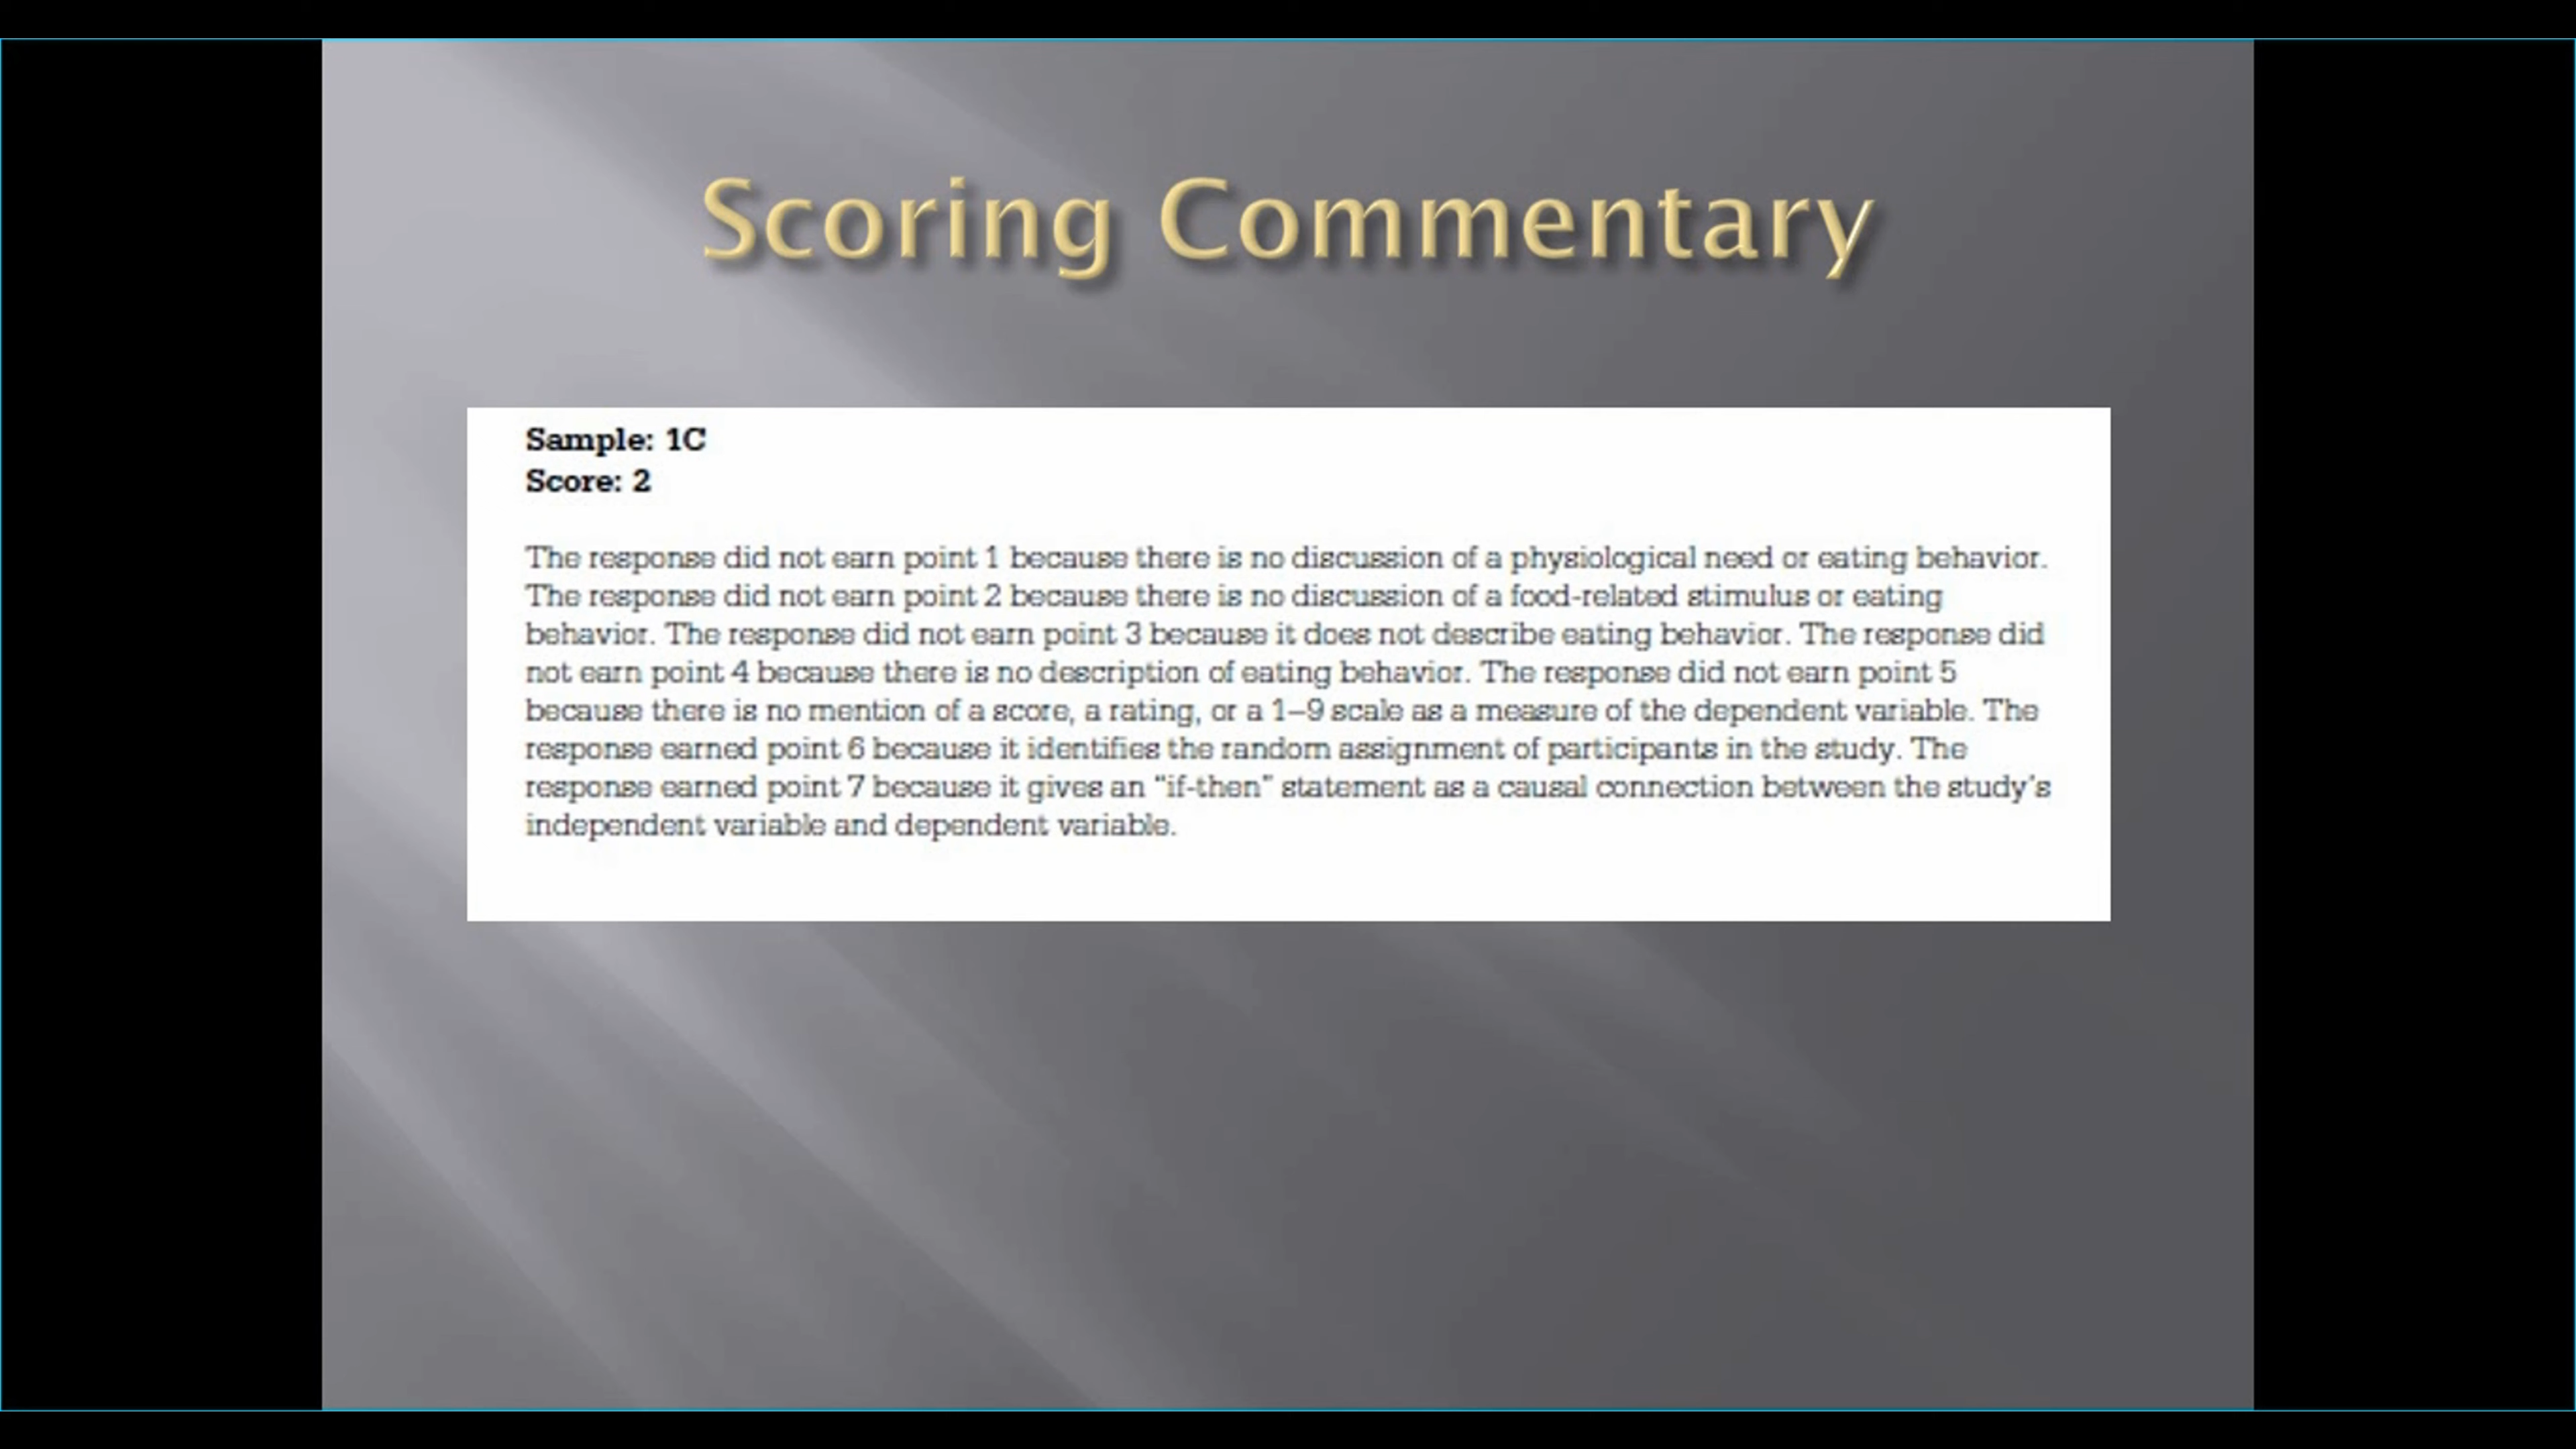 Scoring Commentary
Sample: 1C
Score: 2
The response did not earn point 1 because there is no discussion of a physiological need or eating behavior.
The response did not earn point 2 because there is no discussion of a food-related stimulus or eating
behavior. The response did not earn point 3 because it does not describe eating behavior. The response did
not earn point 4 because there is no description of eating behavior. The response did not earn point 5
because there is no mention of a score, a rating, or a 1–9 scale as a measure of the dependent variable. The
response earned point 6 because it identifies the random assignment of participants in the study. The
response earned point 7 because it gives an "if-then" statement as a causal connection between the study's
independent variable and dependent variable.